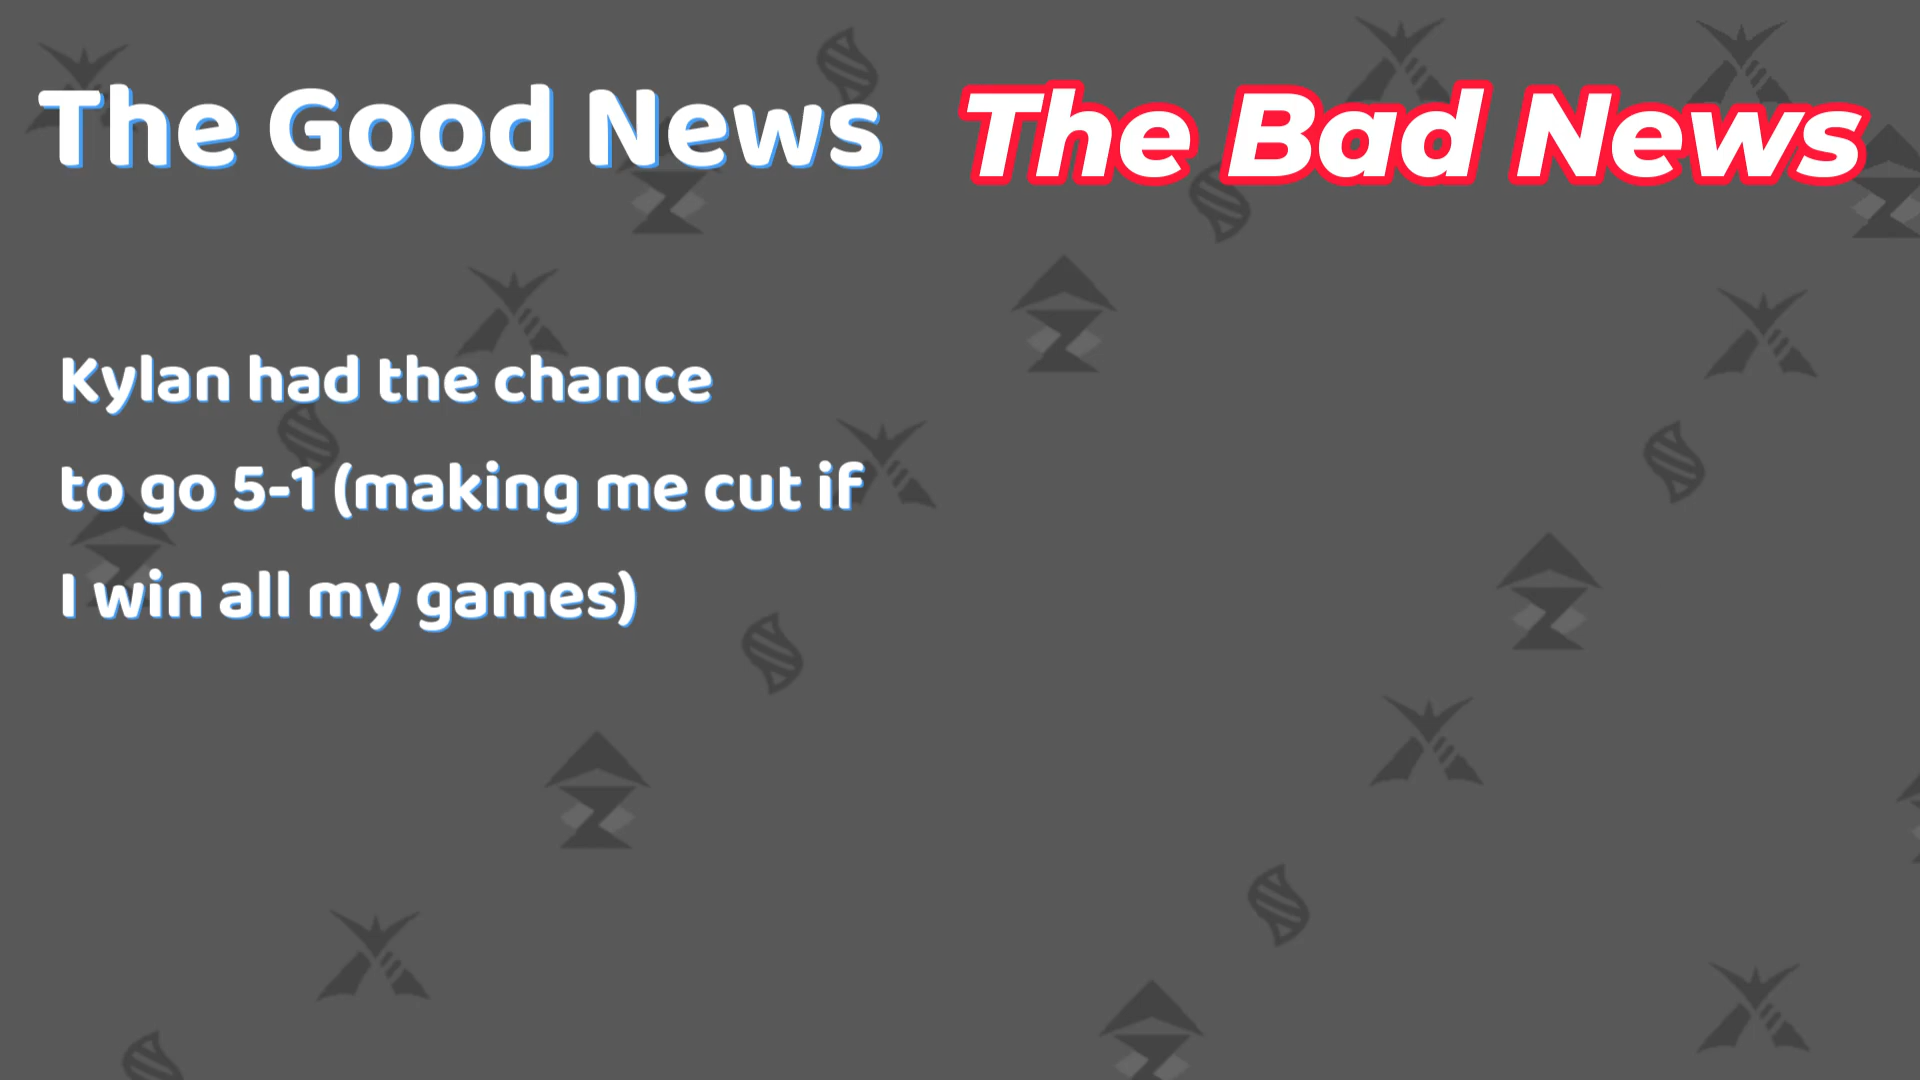 The Good News
The Bad News
Kylan had the chance
to go 5-1 (making me cut if
I win all my games)